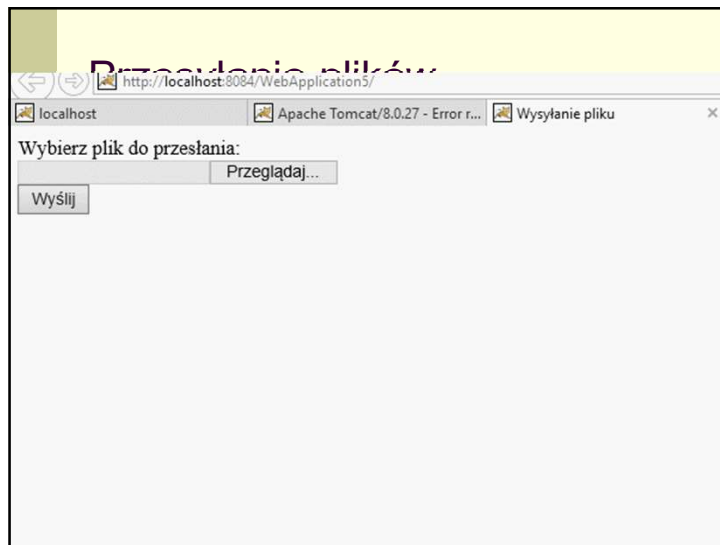 Przesyłanie plików
http://localhost:8084/WebApplication5/
localhost
Apache Tomcat/8.0.27 - Error r...
Wysyłanie pliku
Wybierz plik do przesłania:
Przeglądaj...
Wyślij